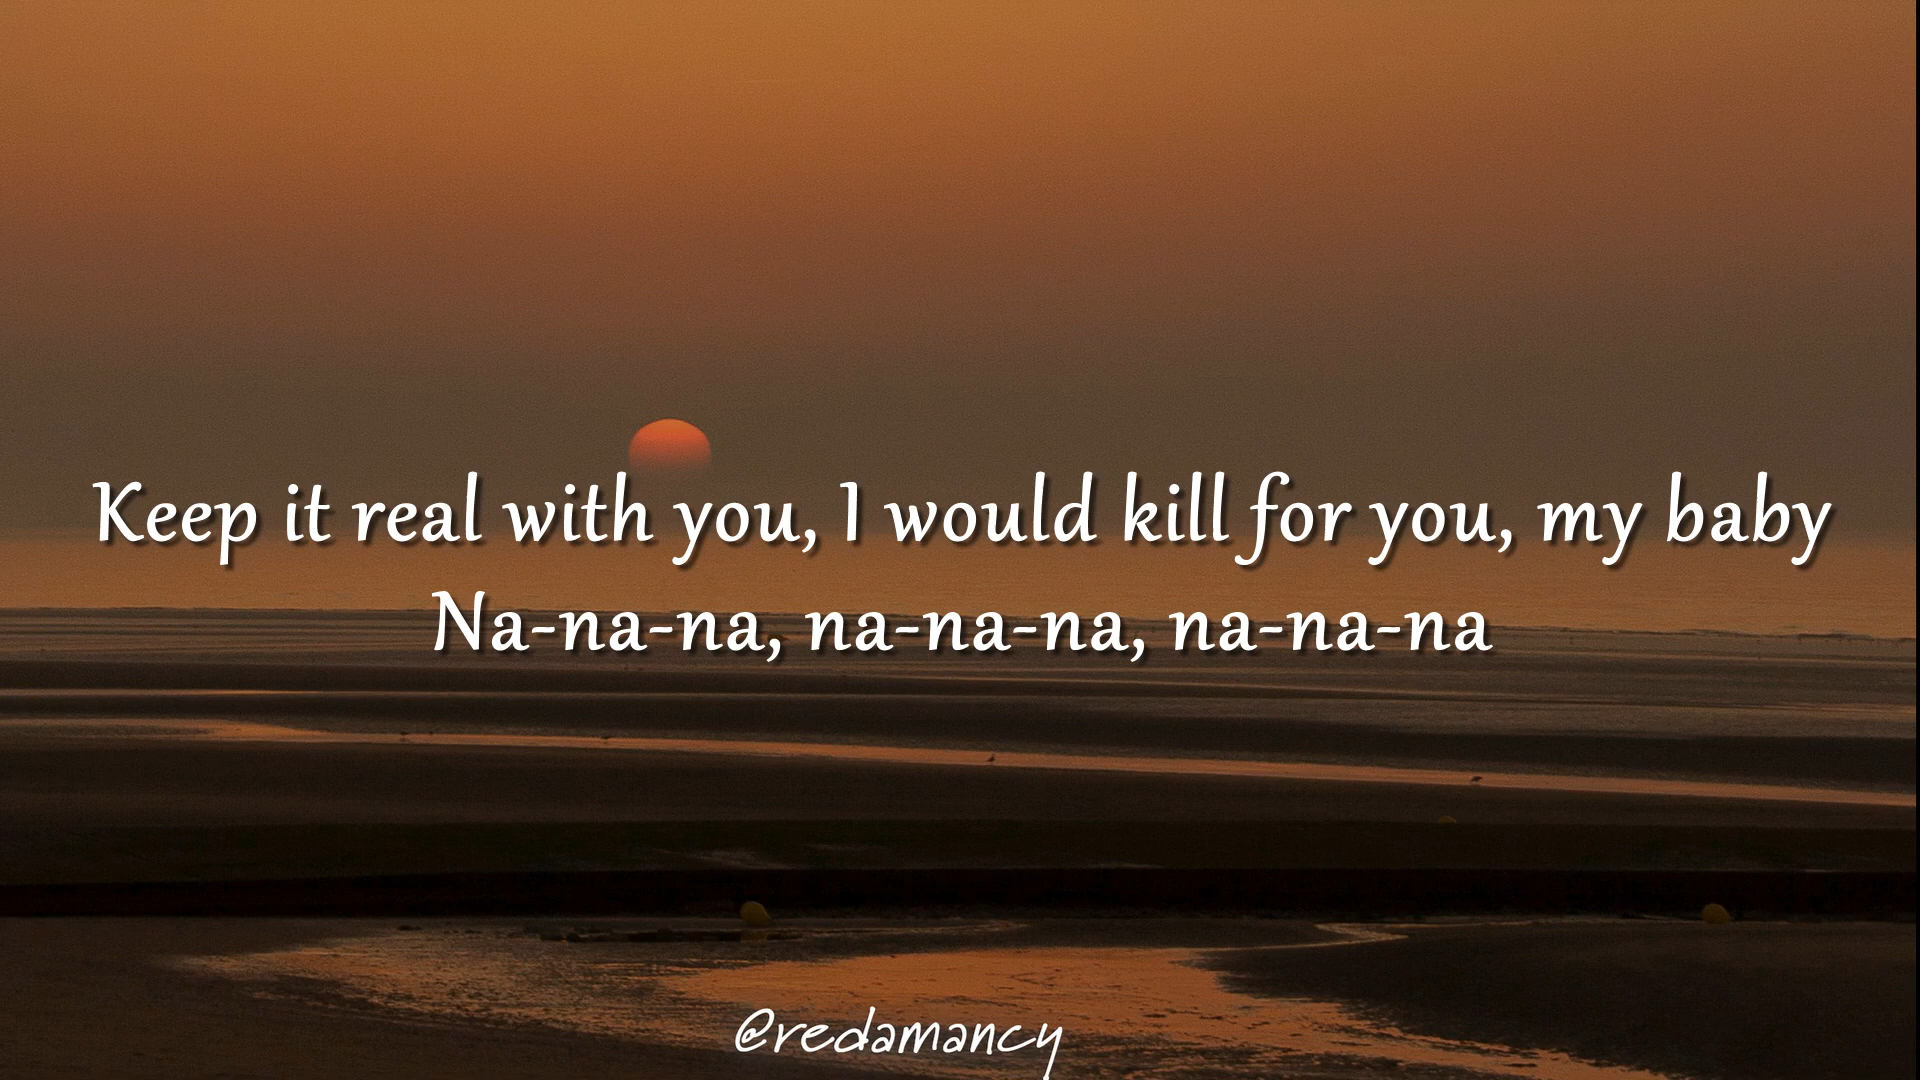 Keep it real with you, I would kill for you, my baby
Na-na-na, na-na-na, na-na-na
@redamancy